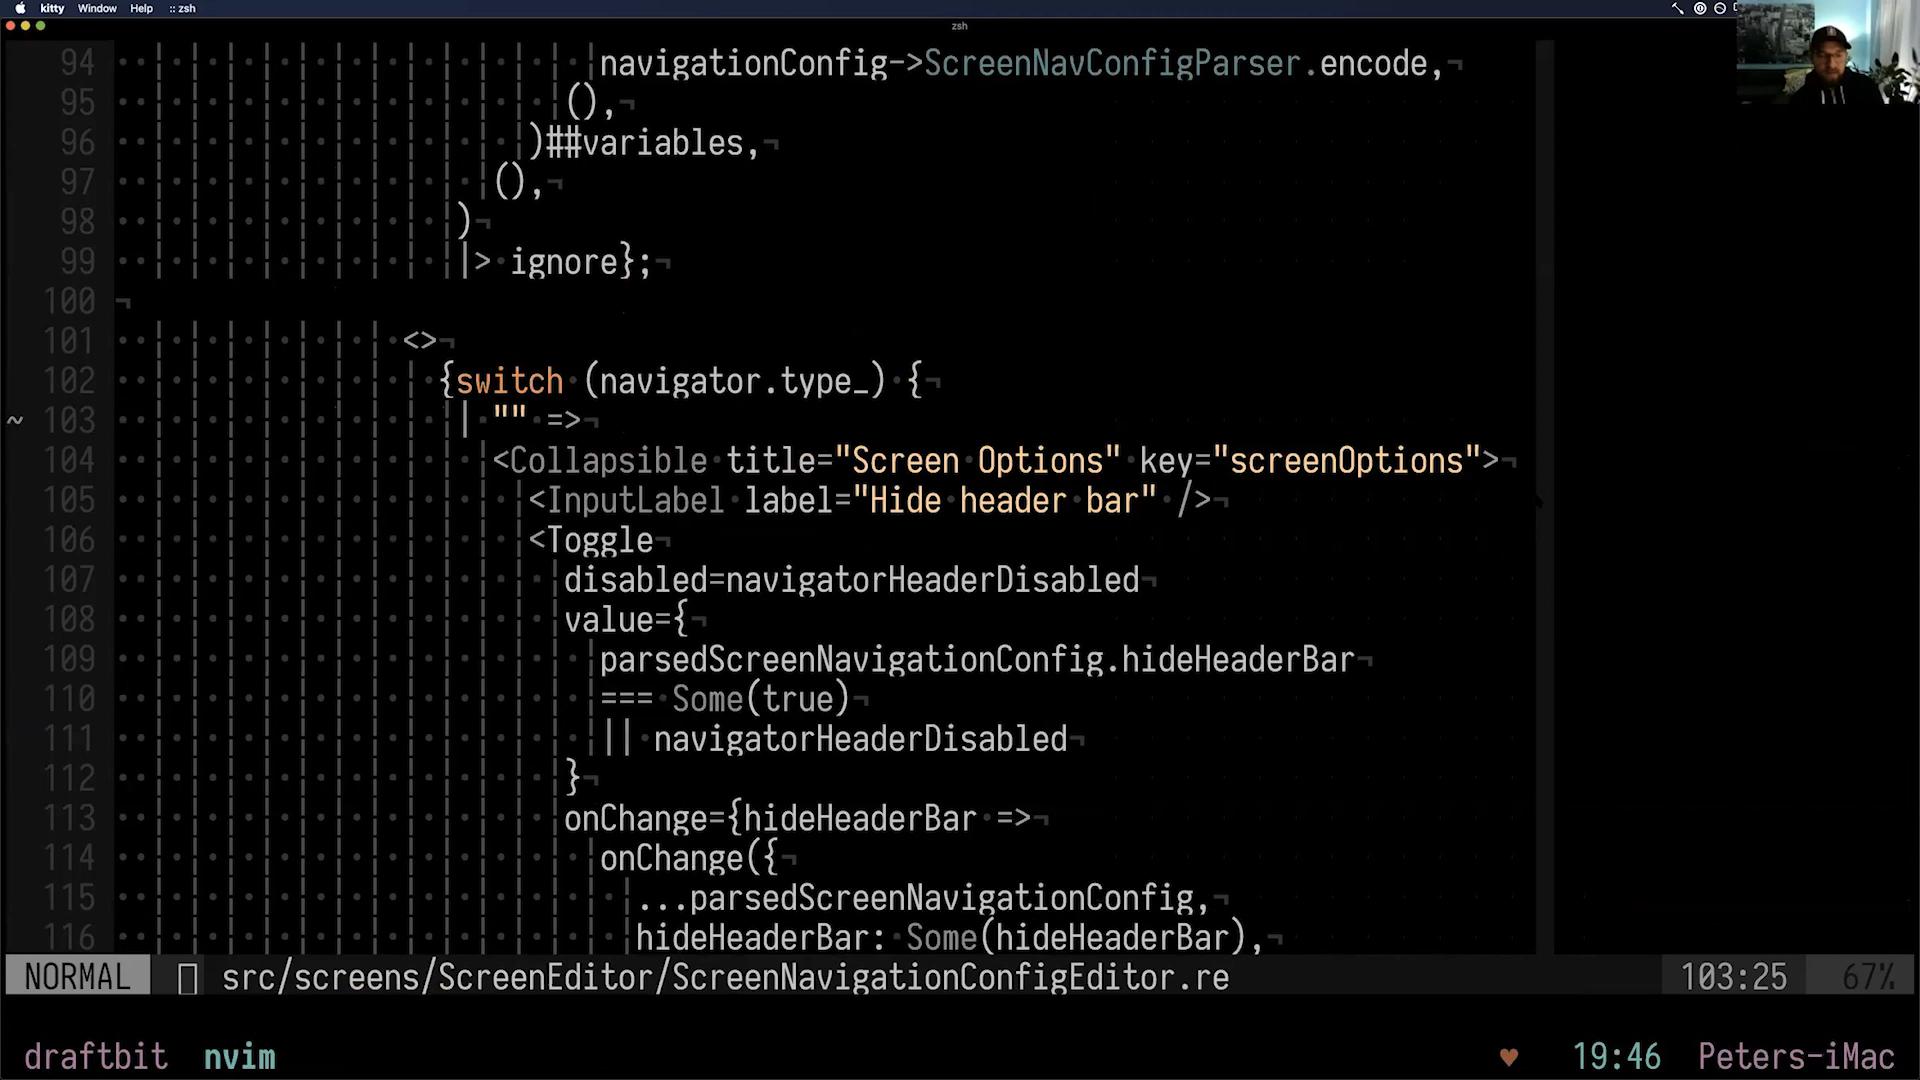 kitty Window Help :: zsh
zsh
94 navigationConfig->ScreenNavConfigParser.encode,¬
95 (),¬
96 )##variables,¬
97 (),¬
98 )¬
99 |> ignore};¬
100 ¬
101 <>¬
102 {switch (navigator.type_) {¬
~ 103 | "" =>¬
104 <Collapsible title="Screen Options" key="screenOptions">¬
105 <InputLabel label="Hide header bar" />¬
106 <Toggle¬
107 disabled=navigatorHeaderDisabled¬
108 value={¬
109 parsedScreenNavigationConfig.hideHeaderBar¬
110 === Some(true)¬
111 || navigatorHeaderDisabled¬
112 }¬
113 onChange={hideHeaderBar =>¬
114 onChange({¬
115 ...parsedScreenNavigationConfig,¬
116 hideHeaderBar: Some(hideHeaderBar),¬
NORMAL src/screens/ScreenEditor/ScreenNavigationConfigEditor.re 103:25 67%
draftbit nvim ♥ 19:46 Peters-iMac